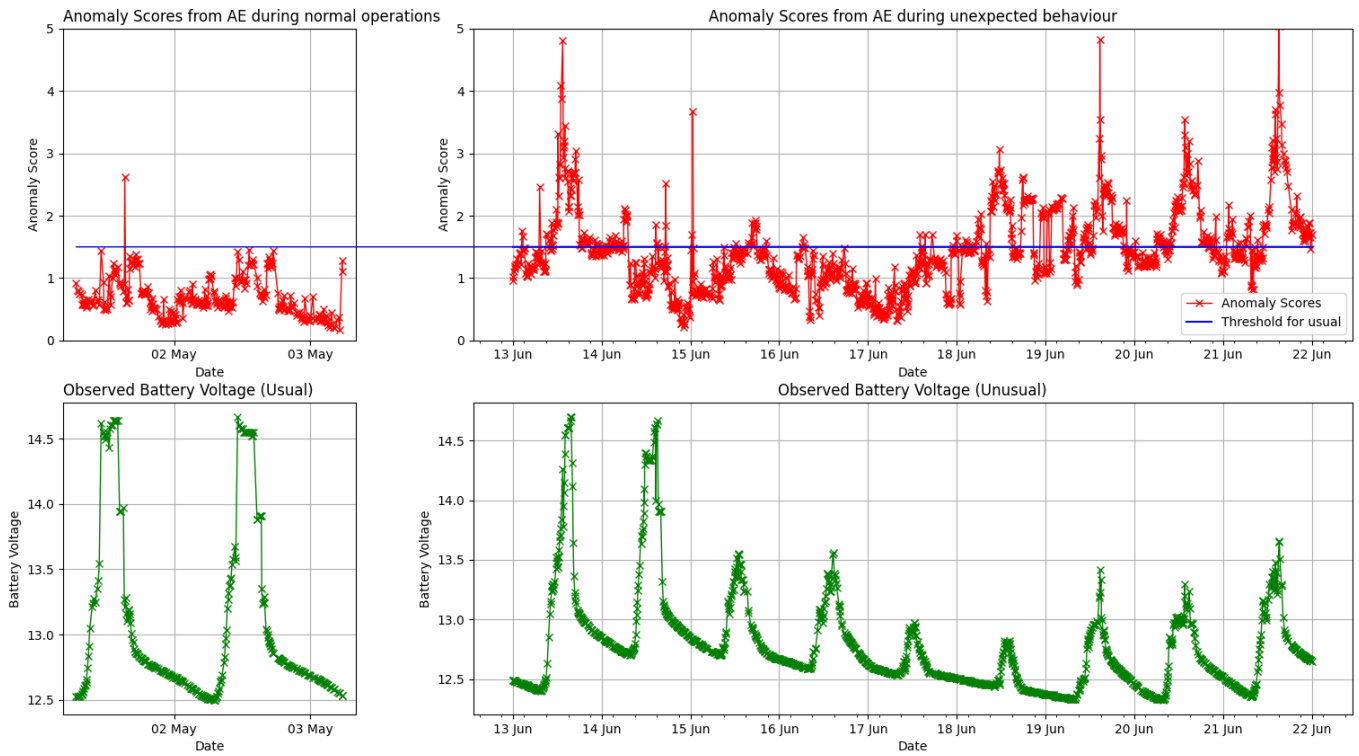 Anomaly Scores from AE during normal operations
Anomaly Score
5
4
3
2
1
0
02 May
03 May
Date
Anomaly Scores from AE during unexpected behaviour
Anomaly Score
5
4
3
2
1
0
Anomaly Scores
Threshold for usual
13 Jun
14 Jun
15 Jun
16 Jun
17 Jun
18 Jun
19 Jun
20 Jun
21 Jun
22 Jun
Date
Observed Battery Voltage (Usual)
Battery Voltage
14.5
14.0
13.5
13.0
12.5
02 May
03 May
Date
Observed Battery Voltage (Unusual)
Battery Voltage
14.5
14.0
13.5
13.0
12.5
13 Jun
14 Jun
15 Jun
16 Jun
17 Jun
18 Jun
19 Jun
20 Jun
21 Jun
22 Jun
Date